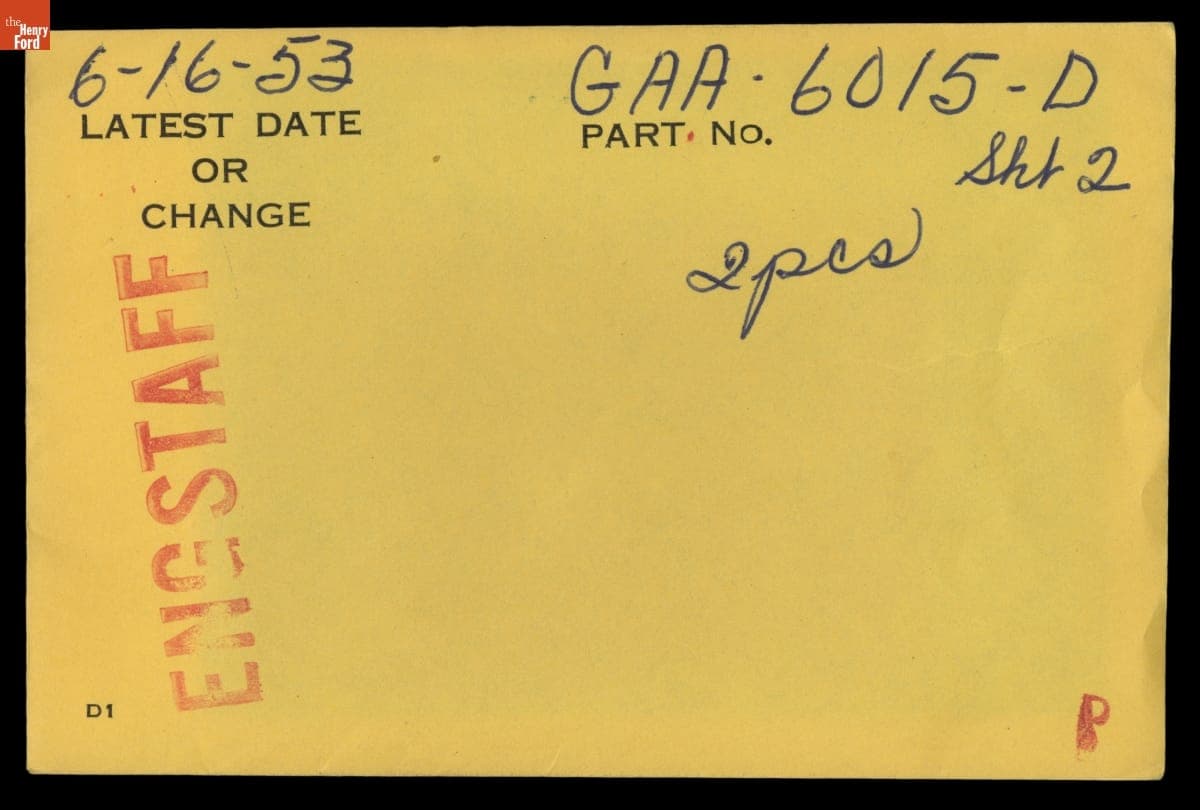 the
Henry
Ford
6-16-53
LATEST DATE
OR
CHANGE
GAA-6015-D
PART No.
Sht 2
2pcs
ENG STAFF
D1
P